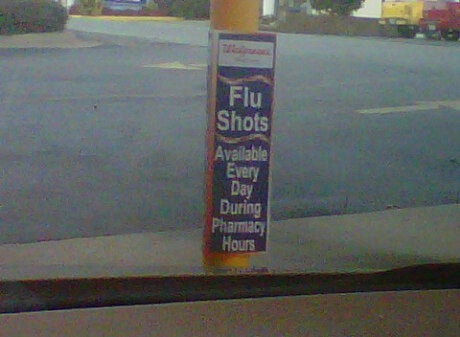 Walgreens
Flu
Shots
Available
Every
Day
During
Pharmacy
Hours